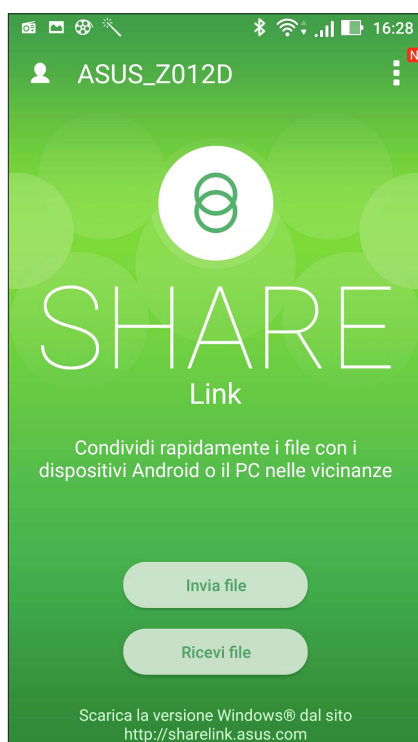 16:28
N
ASUS_Z012D
SHARE
Link
Condividi rapidamente i file con i
dispositivi Android o il PC nelle vicinanze
Invia file
Ricevi file
Scarica la versione Windows® dal sito
http://sharelink.asus.com